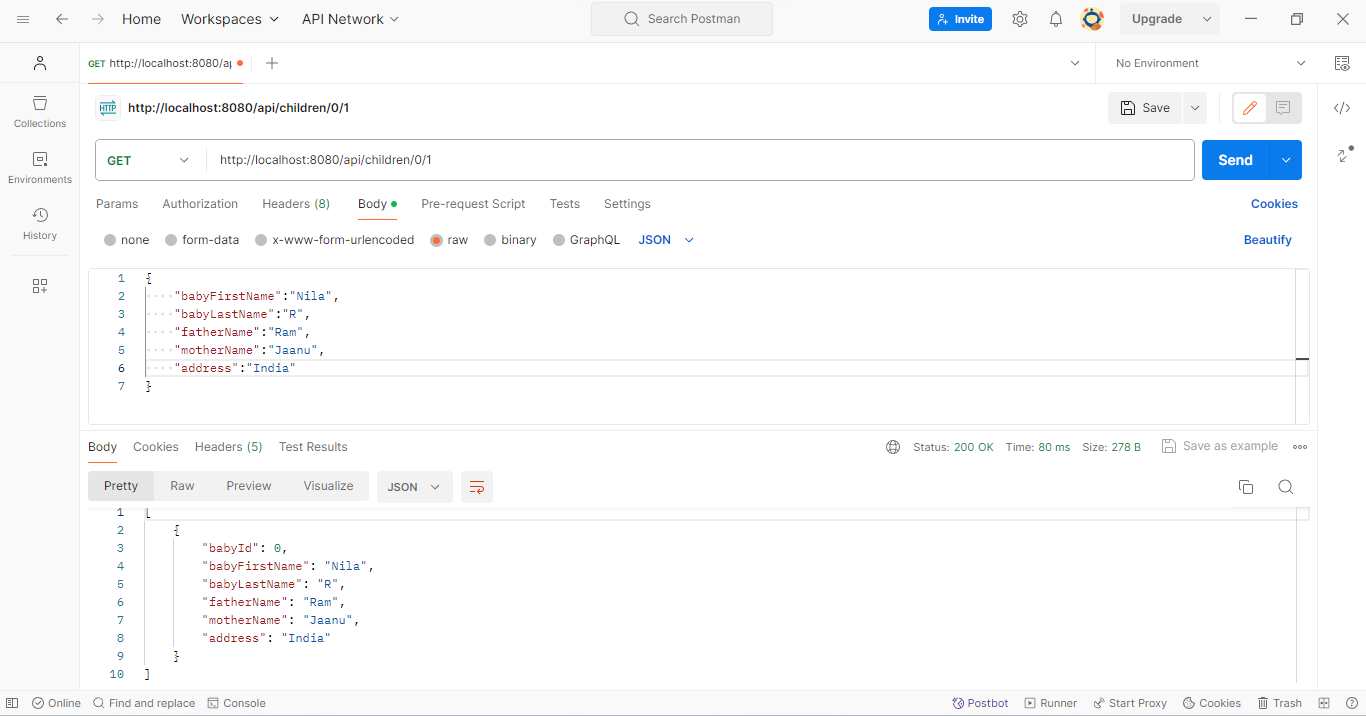 Home Workspaces API Network Search Postman Invite Upgrade
GET http://localhost:8080/ap No Environment
HTTP http://localhost:8080/api/children/0/1 Save
GET http://localhost:8080/api/children/0/1 Send
Collections
Environments
History
Params Authorization Headers (8) Body Pre-request Script Tests Settings Cookies
none form-data x-www-form-urlencoded raw binary GraphQL JSON Beautify
1 {
2 "babyFirstName":"Nila",
3 "babyLastName":"R",
4 "fatherName":"Ram",
5 "motherName":"Jaanu",
6 "address":"India"
7 }
Body Cookies Headers (5) Test Results Status: 200 OK Time: 80 ms Size: 278 B Save as example
Pretty Raw Preview Visualize JSON
1 [
2 {
3 "babyId": 0,
4 "babyFirstName": "Nila",
5 "babyLastName": "R",
6 "fatherName": "Ram",
7 "motherName": "Jaanu",
8 "address": "India"
9 }
10 ]
Online Find and replace Console Postbot Runner Start Proxy Cookies Trash